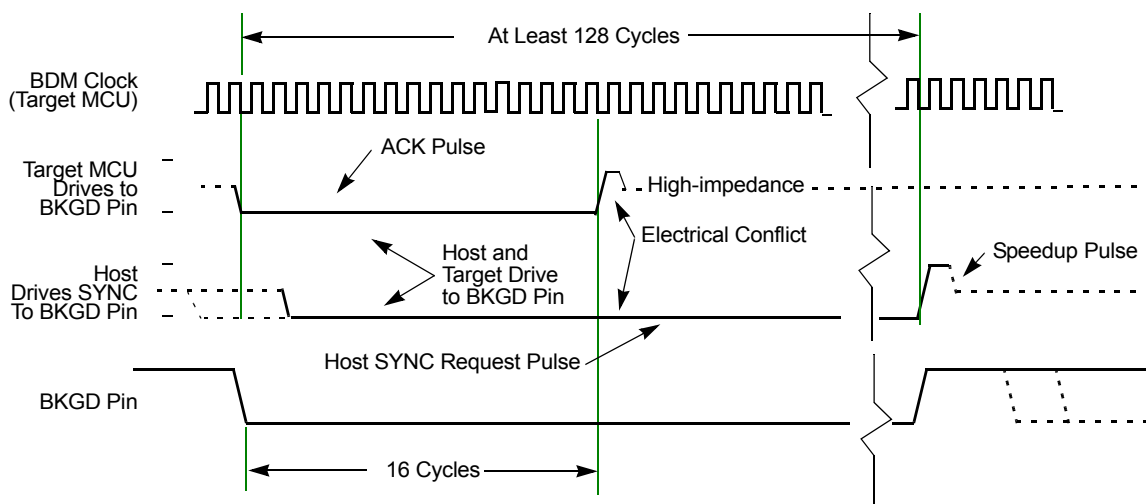 At Least 128 Cycles
BDM Clock
(Target MCU)
ACK Pulse
Target MCU
Drives to
BKGD Pin
High-impedance
Electrical Conflict
Host and
Target Drive
to BKGD Pin
Speedup Pulse
Host
Drives SYNC
To BKGD Pin
Host SYNC Request Pulse
BKGD Pin
16 Cycles